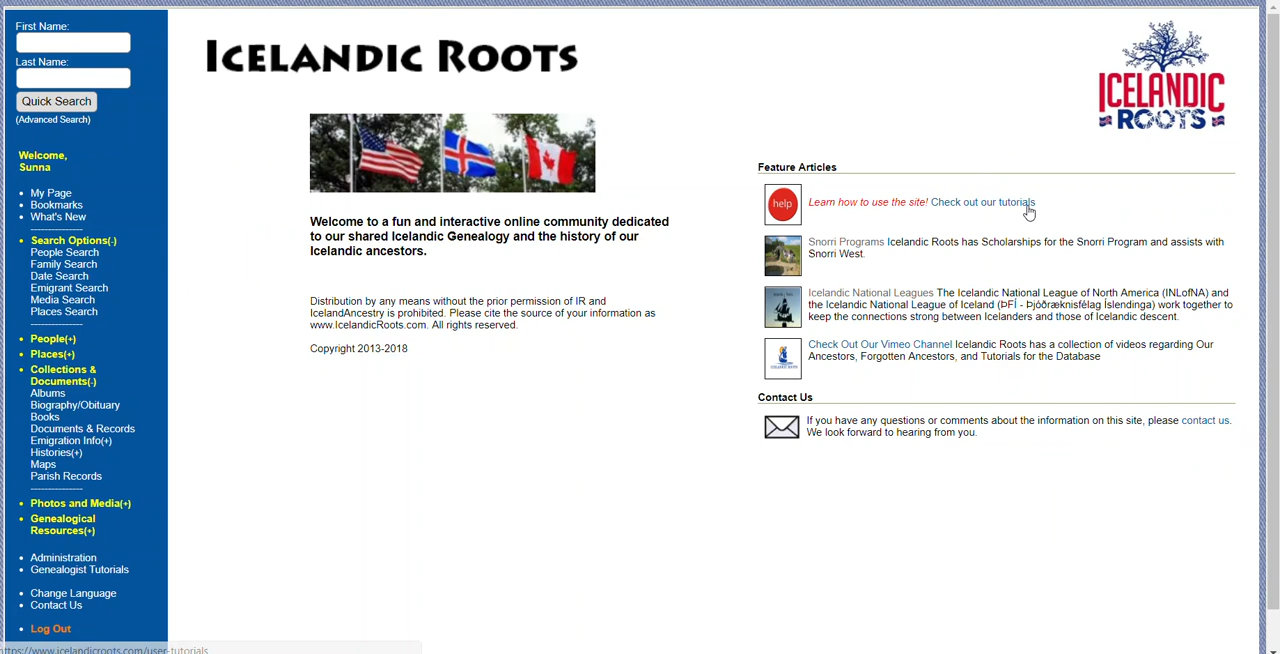 First Name:
Last Name:
Quick Search
(Advanced Search)
Welcome,
Sunna
My Page
Bookmarks
What's New
--------------------
Search Options(-)
People Search
Family Search
Date Search
Emigrant Search
Media Search
Places Search
--------------------
People(+)
Places(+)
Collections &
Documents(-)
Albums
Biography/Obituary
Books
Documents & Records
Emigration Info(+)
Histories(+)
Maps
Parish Records
--------------------
Photos and Media(+)
Genealogical
Resources(+)
Administration
Genealogist Tutorials
Change Language
Contact Us
Log Out
https://www.icelandicroots.com/user-tutorials
Icelandic Roots
Welcome to a fun and interactive online community dedicated
to our shared Icelandic Genealogy and the history of our
Icelandic ancestors.
Distribution by any means without the prior permission of IR and
IcelandAncestry is prohibited. Please cite the source of your information as
www.IcelandicRoots.com. All rights reserved.
Copyright 2013-2018
ICELANDIC
ROOTS
Feature Articles
help
Learn how to use the site! Check out our tutorials
Snorri Programs Icelandic Roots has Scholarships for the Snorri Program and assists with
Snorri West.
Icelandic National Leagues The Icelandic National League of North America (INLofNA) and
the Icelandic National League of Iceland (ÞFÍ - Þjóðræknisfélag Íslendinga) work together to
keep the connections strong between Icelanders and those of Icelandic descent.
Check Out Our Vimeo Channel Icelandic Roots has a collection of videos regarding Our
Ancestors, Forgotten Ancestors, and Tutorials for the Database
Contact Us
If you have any questions or comments about the information on this site, please contact us.
We look forward to hearing from you.